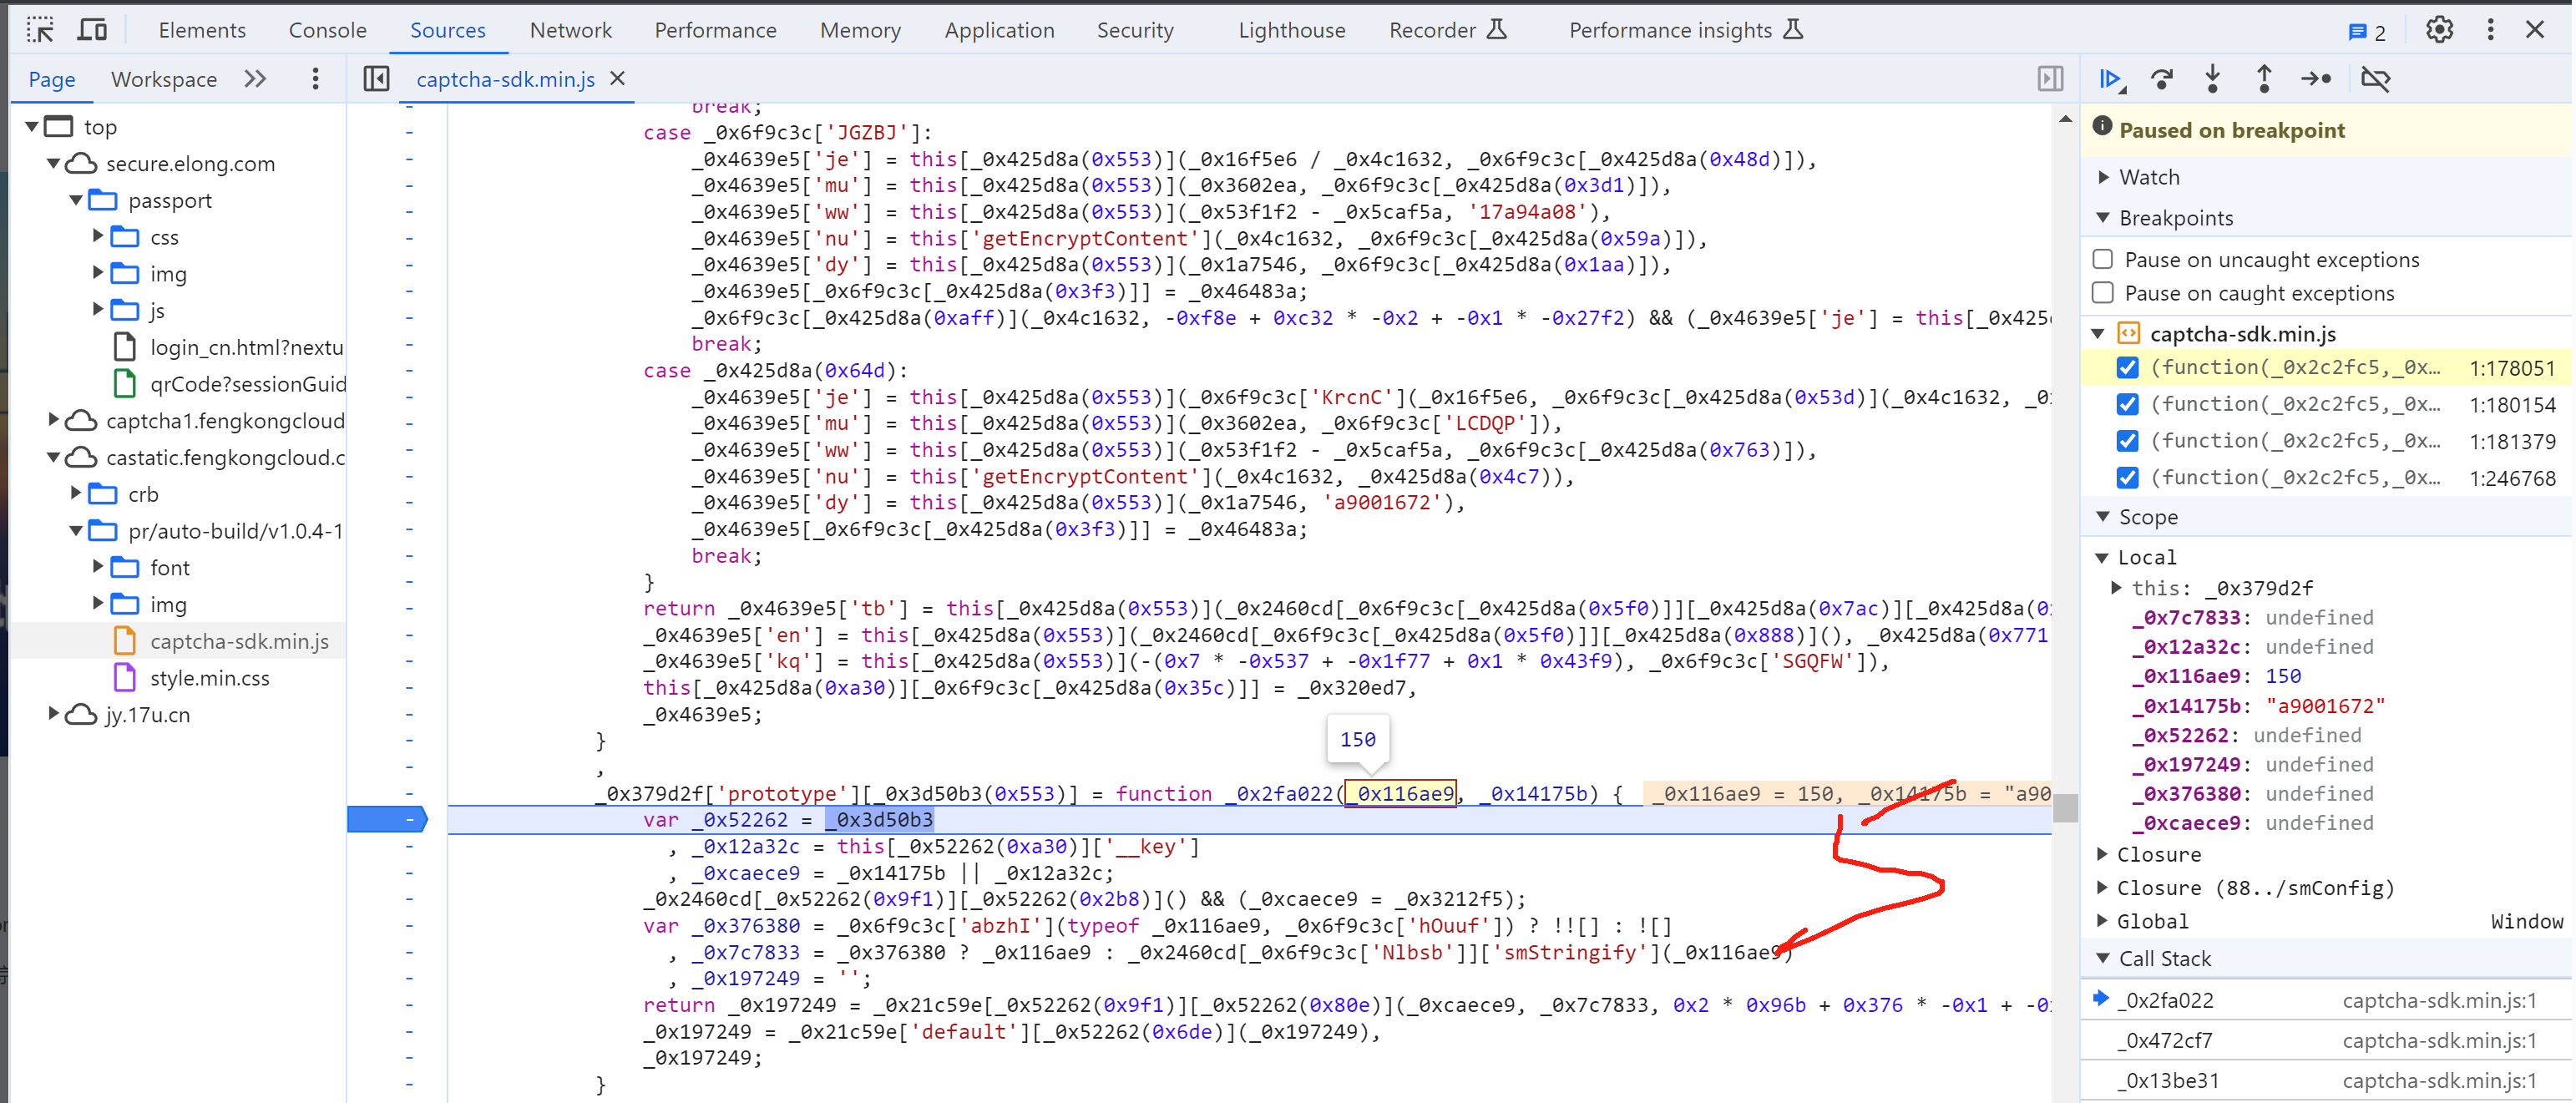 Elements Console Sources Network Performance Memory Application Security Lighthouse Recorder Performance insights 2
Page Workspace captcha-sdk.min.js
top
secure.elong.com
passport
css
img
js
login_cn.html?nextu
qrCode?sessionGuid
captcha1.fengkongcloud
castatic.fengkongcloud.c
crb
pr/auto-build/v1.0.4-1
font
img
captcha-sdk.min.js
style.min.css
jy.17u.cn
break;
case _0x6f9c3c['JGZBJ']:
_0x4639e5['je'] = this[_0x425d8a(0x553)](_0x16f5e6 / _0x4c1632, _0x6f9c3c[_0x425d8a(0x48d)]),
_0x4639e5['mu'] = this[_0x425d8a(0x553)](_0x3602ea, _0x6f9c3c[_0x425d8a(0x3d1)]),
_0x4639e5['ww'] = this[_0x425d8a(0x553)](_0x53f1f2 - _0x5caf5a, '17a94a08'),
_0x4639e5['nu'] = this['getEncryptContent'](_0x4c1632, _0x6f9c3c[_0x425d8a(0x59a)]),
_0x4639e5['dy'] = this[_0x425d8a(0x553)](_0x1a7546, _0x6f9c3c[_0x425d8a(0x1aa)]),
_0x4639e5[_0x6f9c3c[_0x425d8a(0x3f3)]] = _0x46483a;
_0x6f9c3c[_0x425d8a(0xaff)](_0x4c1632, -0xf8e + 0xc32 * -0x2 + -0x1 * -0x27f2) && (_0x4639e5['je'] = this[_0x425
break;
case _0x425d8a(0x64d):
_0x4639e5['je'] = this[_0x425d8a(0x553)](_0x6f9c3c['KrcnC'](_0x16f5e6, _0x6f9c3c[_0x425d8a(0x53d)](_0x4c1632, _0
_0x4639e5['mu'] = this[_0x425d8a(0x553)](_0x3602ea, _0x6f9c3c['LCDQP']),
_0x4639e5['ww'] = this[_0x425d8a(0x553)](_0x53f1f2 - _0x5caf5a, _0x6f9c3c[_0x425d8a(0x763)]),
_0x4639e5['nu'] = this['getEncryptContent'](_0x4c1632, _0x425d8a(0x4c7)),
_0x4639e5['dy'] = this[_0x425d8a(0x553)](_0x1a7546, 'a9001672'),
_0x4639e5[_0x6f9c3c[_0x425d8a(0x3f3)]] = _0x46483a;
break;
}
return _0x4639e5['tb'] = this[_0x425d8a(0x553)](_0x2460cd[_0x6f9c3c[_0x425d8a(0x5f0)]][_0x425d8a(0x7ac)][_0x425d8a(0
_0x4639e5['en'] = this[_0x425d8a(0x553)](_0x2460cd[_0x6f9c3c[_0x425d8a(0x5f0)]][_0x425d8a(0x888)](), _0x425d8a(0x771
_0x4639e5['kq'] = this[_0x425d8a(0x553)](-(0x7 * -0x537 + -0x1f77 + 0x1 * 0x43f9), _0x6f9c3c['SGQFW']),
this[_0x425d8a(0xa30)][_0x6f9c3c[_0x425d8a(0x35c)]] = _0x320ed7,
_0x4639e5;
}
150
,
_0x379d2f['prototype'][_0x3d50b3(0x553)] = function _0x2fa022(_0x116ae9, _0x14175b) { _0x116ae9 = 150, _0x14175b = "a90
var _0x52262 = _0x3d50b3
, _0x12a32c = this[_0x52262(0xa30)]['__key']
, _0xcaece9 = _0x14175b || _0x12a32c;
_0x2460cd[_0x52262(0x9f1)][_0x52262(0x2b8)]() && (_0xcaece9 = _0x3212f5);
var _0x376380 = _0x6f9c3c['abzhI'](typeof _0x116ae9, _0x6f9c3c['hOuuf']) ? !![] : ![]
, _0x7c7833 = _0x376380 ? _0x116ae9 : _0x2460cd[_0x6f9c3c['Nlbsb']]['smStringify'](_0x116ae9)
, _0x197249 = '';
return _0x197249 = _0x21c59e[_0x52262(0x9f1)][_0x52262(0x80e)](_0xcaece9, _0x7c7833, 0x2 * 0x96b + 0x376 * -0x1 + -0
_0x197249 = _0x21c59e['default'][_0x52262(0x6de)](_0x197249),
_0x197249;
}
Paused on breakpoint
Watch
Breakpoints
Pause on uncaught exceptions
Pause on caught exceptions
captcha-sdk.min.js
(function(_0x2c2fc5,_0x… 1:178051
(function(_0x2c2fc5,_0x… 1:180154
(function(_0x2c2fc5,_0x… 1:181379
(function(_0x2c2fc5,_0x… 1:246768
Scope
Local
this: _0x379d2f
_0x7c7833: undefined
_0x12a32c: undefined
_0x116ae9: 150
_0x14175b: "a9001672"
_0x52262: undefined
_0x197249: undefined
_0x376380: undefined
_0xcaece9: undefined
Closure
Closure (88../smConfig)
Global Window
Call Stack
_0x2fa022 captcha-sdk.min.js:1
_0x472cf7 captcha-sdk.min.js:1
_0x13be31 captcha-sdk.min.js:1